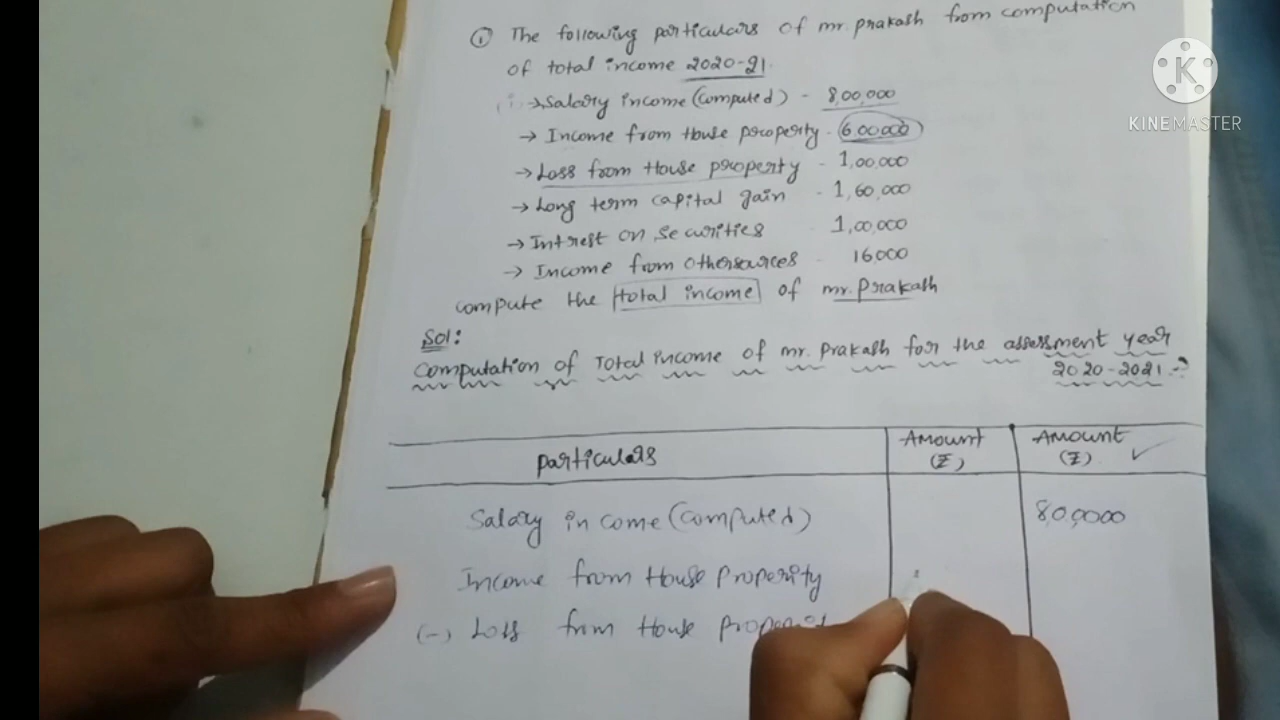 ① The following particulars of mr. prakash from computation
of total income 2020-21.
→ Salary income (computed) - 8,00,000
→ Income from House property - 6,00,000
→ Loss from House property - 1,00,000
→ Long term capital gain - 1,60,000
→ Intrest on securities 1,00,000
→ Income from othersources - 16000
compute the total income of mr. prakash
Sol:
Computation of Total income of mr. prakash for the assessment year
2020-2021 :-
particulars Amount (₹) Amount (₹)
Salary income (computed) 8,00,000
Income from House Property
(-) Loss from House
K
KINEMASTER